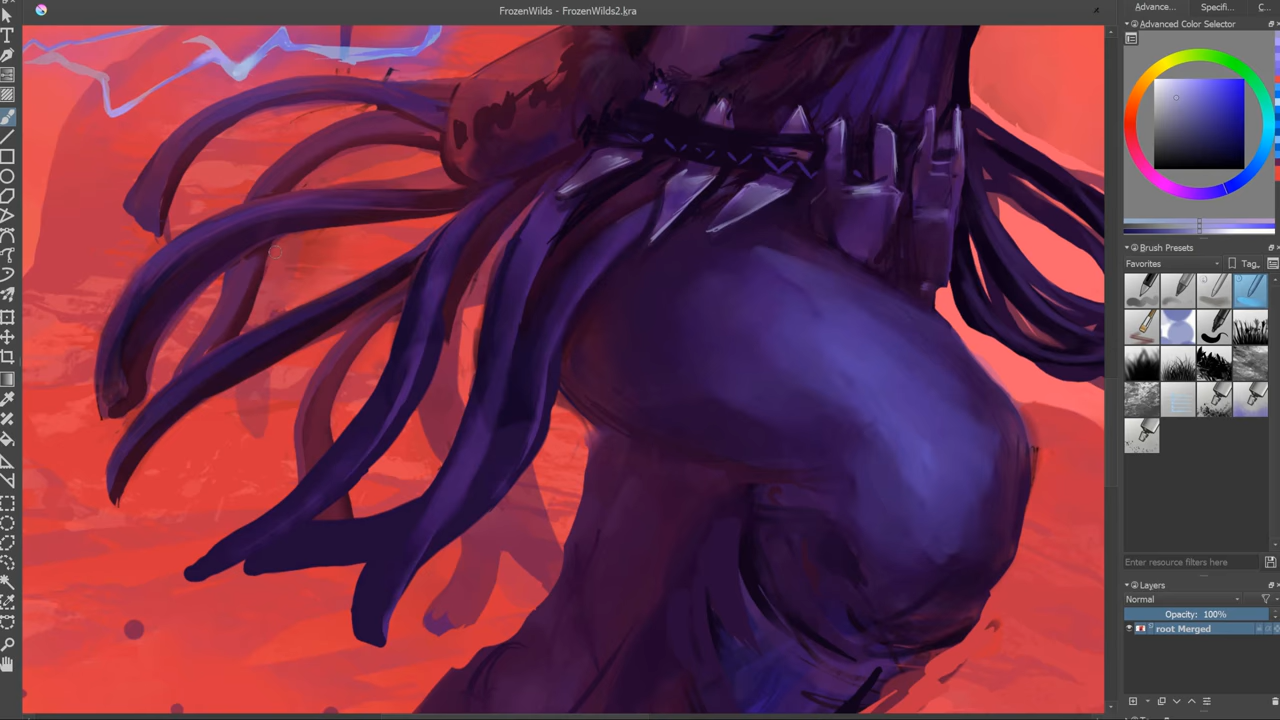 FrozenWilds - FrozenWilds2.kra
Advance...
Specifi...
C...
Advanced Color Selector
Brush Presets
Favorites
Tag
Enter resource filters here
Layers
Normal
Opacity: 100%
root Merged